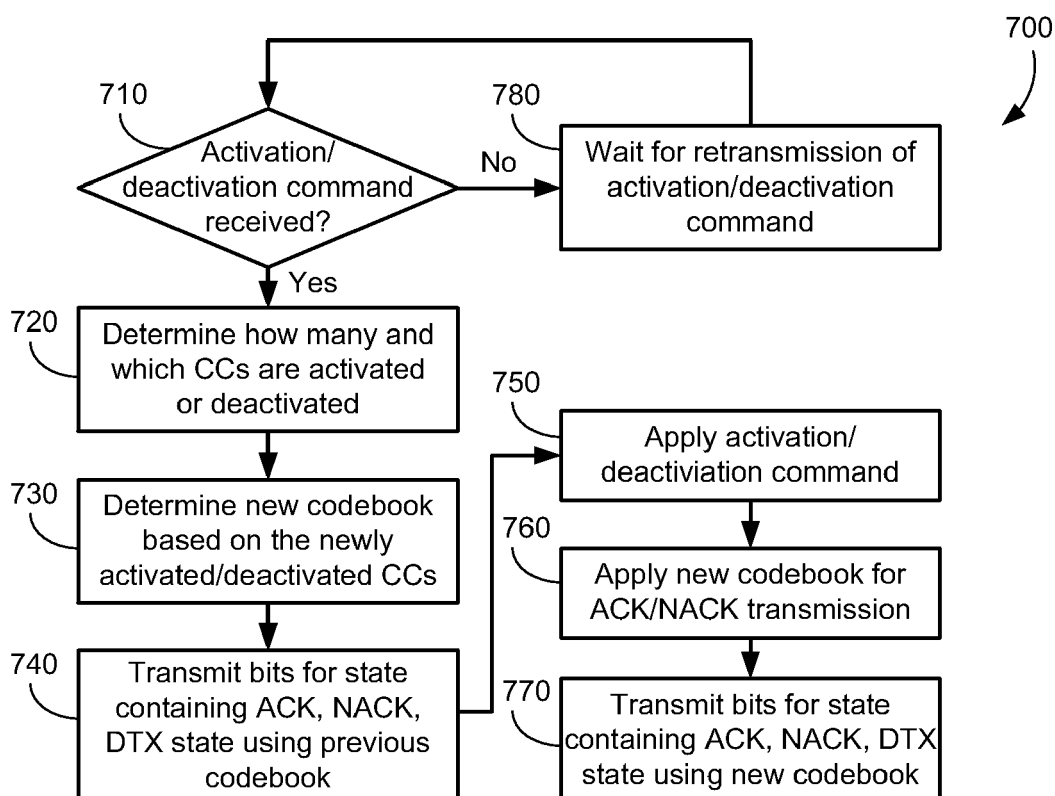 700
710
Activation/
deactivation command
received?
No
780
Wait for retransmission of
activation/deactivation
command
Yes
720
Determine how many and
which CCs are activated
or deactivated
730
Determine new codebook
based on the newly
activated/deactivated CCs
740
Transmit bits for state
containing ACK, NACK,
DTX state using previous
codebook
750
Apply activation/
deactiviation command
760
Apply new codebook for
ACK/NACK transmission
770
Transmit bits for state
containing ACK, NACK, DTX
state using new codebook